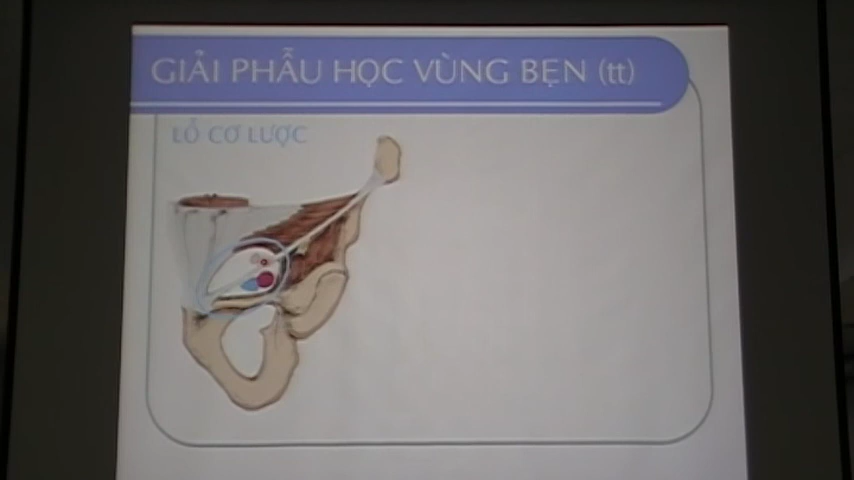 GIẢI PHẪU HỌC VÙNG BẸN (tt)
LỖ CƠ LƯỢC